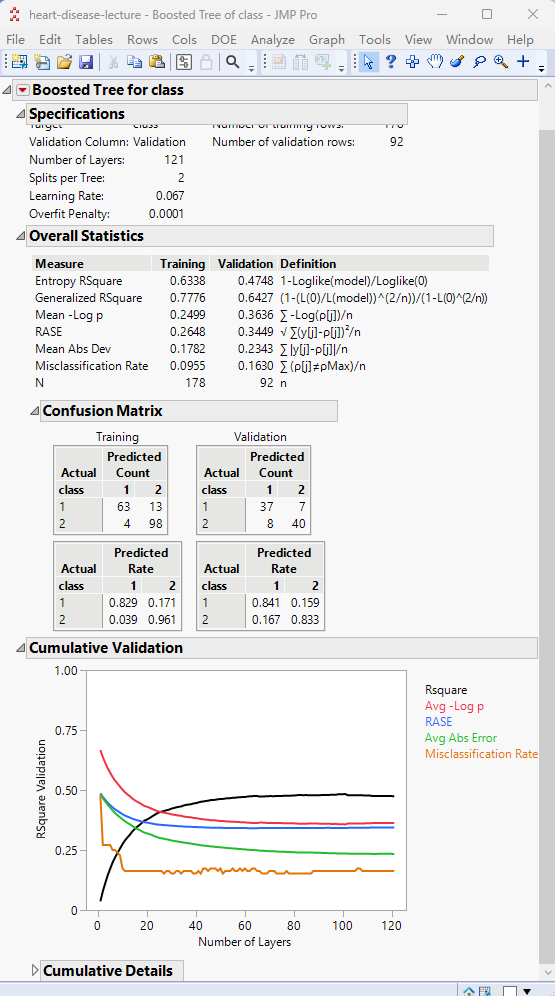 heart-disease-lecture - Boosted Tree of class - JMP Pro
File Edit Tables Rows Cols DOE Analyze Graph Tools View Window Help
Boosted Tree for class
Specifications
Target class Number of training rows: 178
Validation Column: Validation Number of validation rows: 92
Number of Layers: 121
Splits per Tree: 2
Learning Rate: 0.067
Overfit Penalty: 0.0001
Overall Statistics
Measure Training Validation Definition
Entropy RSquare 0.6338 0.4748 1-Loglike(model)/Loglike(0)
Generalized RSquare 0.7776 0.6427 (1-(L(0)/L(model))^(2/n))/(1-L(0)^(2/n))
Mean -Log p 0.2499 0.3636 ∑ -Log(ρ[j])/n
RASE 0.2648 0.3449 √ ∑(y[j]-ρ[j])²/n
Mean Abs Dev 0.1782 0.2343 ∑ |y[j]-ρ[j]|/n
Misclassification Rate 0.0955 0.1630 ∑ (ρ[j]≠ρMax)/n
N 178 92 n
Confusion Matrix
Training Validation
Predicted Predicted
Actual Count Actual Count
class 1 2 class 1 2
1 63 13 1 37 7
2 4 98 2 8 40
Predicted Predicted
Actual Rate Actual Rate
class 1 2 class 1 2
1 0.829 0.171 1 0.841 0.159
2 0.039 0.961 2 0.167 0.833
Cumulative Validation
RSquare Validation
1.00
0.75
0.50
0.25
0
0 20 40 60 80 100 120
Number of Layers
Rsquare
Avg -Log p
RASE
Avg Abs Error
Misclassification Rate
Cumulative Details